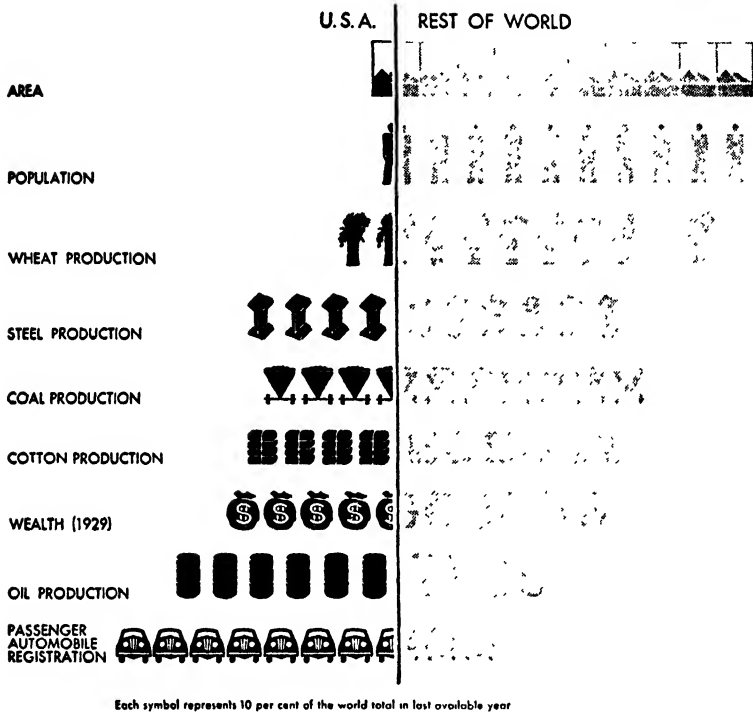 U. S. A. REST OF WORLD
AREA
POPULATION
WHEAT PRODUCTION
STEEL PRODUCTION
COAL PRODUCTION
COTTON PRODUCTION
WEALTH (1929)
$ $ $ $ $
OIL PRODUCTION
PASSENGER
AUTOMOBILE
REGISTRATION
Each symbol represents 10 per cent of the world total in last available year